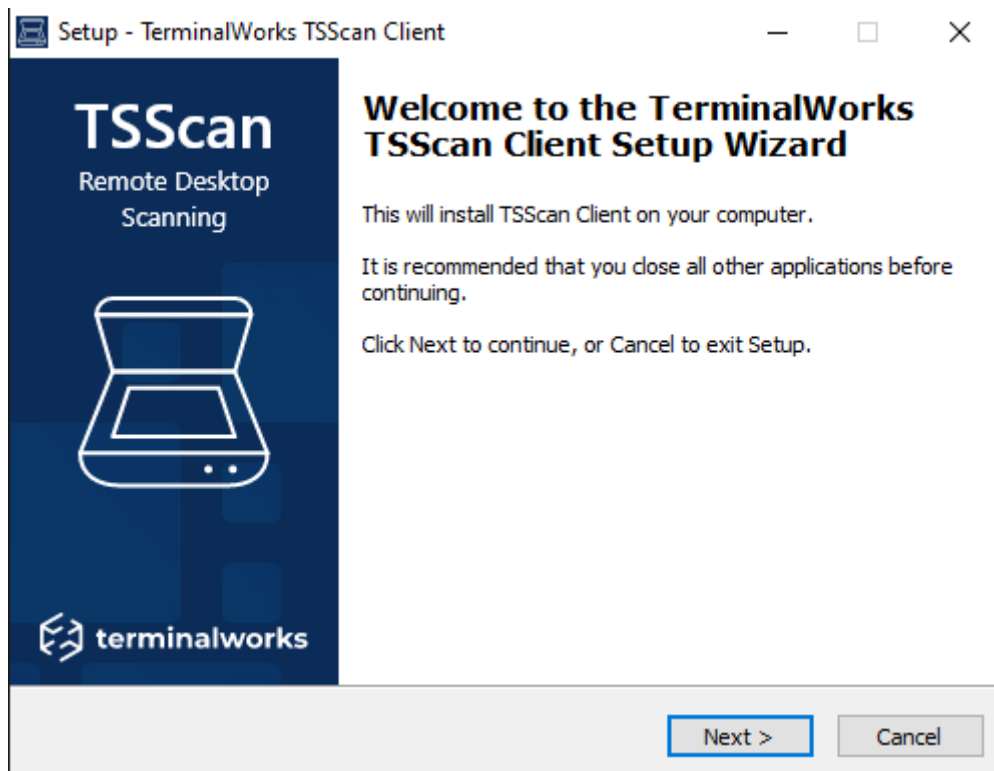 Setup - TerminalWorks TSScan Client
TSScan
Remote Desktop
Scanning
terminalworks
Welcome to the TerminalWorks
TSScan Client Setup Wizard
This will install TSScan Client on your computer.
It is recommended that you close all other applications before
continuing.
Click Next to continue, or Cancel to exit Setup.
Next >
Cancel